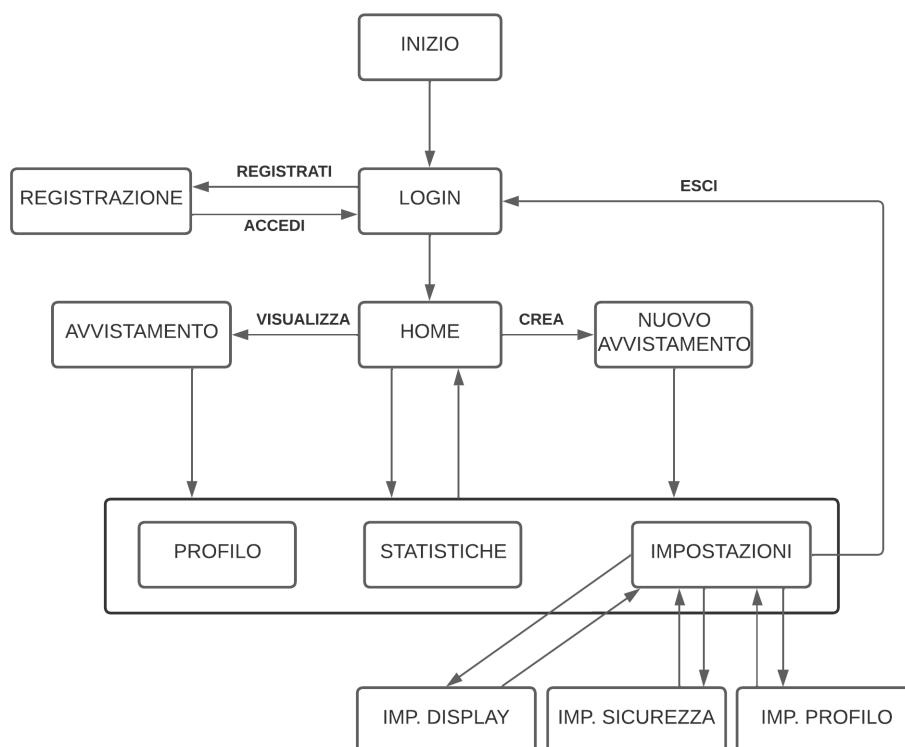 INIZIO
REGISTRATI
ESCI
REGISTRAZIONE
LOGIN
ACCEDI
AVVISTAMENTO
VISUALIZZA
HOME
CREA
NUOVO
AVVISTAMENTO
PROFILO
STATISTICHE
IMPOSTAZIONI
IMP. DISPLAY
IMP. SICUREZZA
IMP. PROFILO